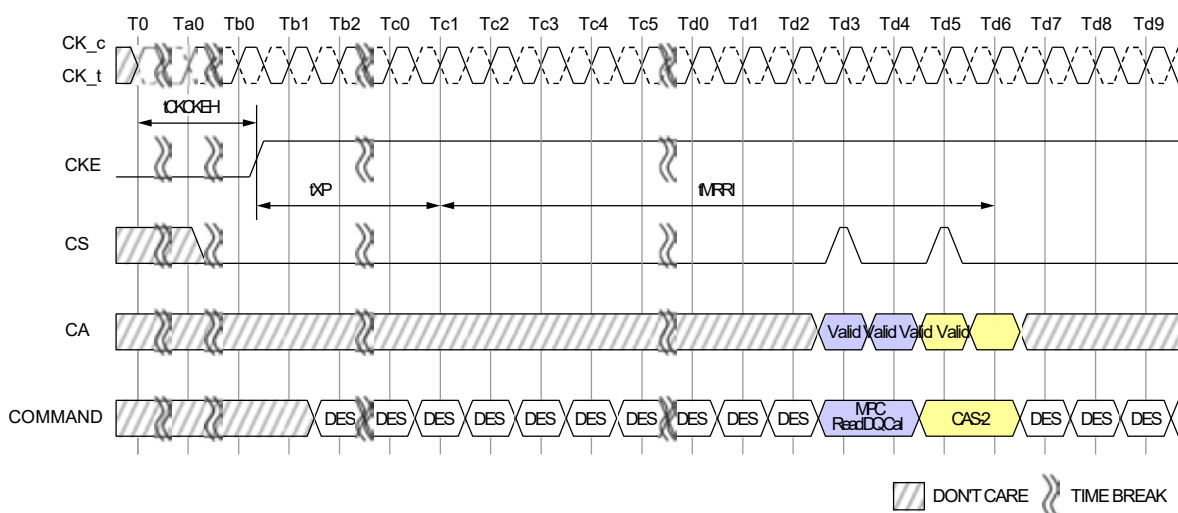 T0 Ta0 Tb0 Tb1 Tb2 Tc0 Tc1 Tc2 Tc3 Tc4 Tc5 Td0 Td1 Td2 Td3 Td4 Td5 Td6 Td7 Td8 Td9
CK_c
CK_t
tCKCKEH
CKE
tXP tMRRI
CS
CA Valid Valid Valid Valid
COMMAND DES DES DES DES DES DES DES DES DES DES MPC ReadDQCal CAS-2 DES DES DES
DON'T CARE TIME BREAK